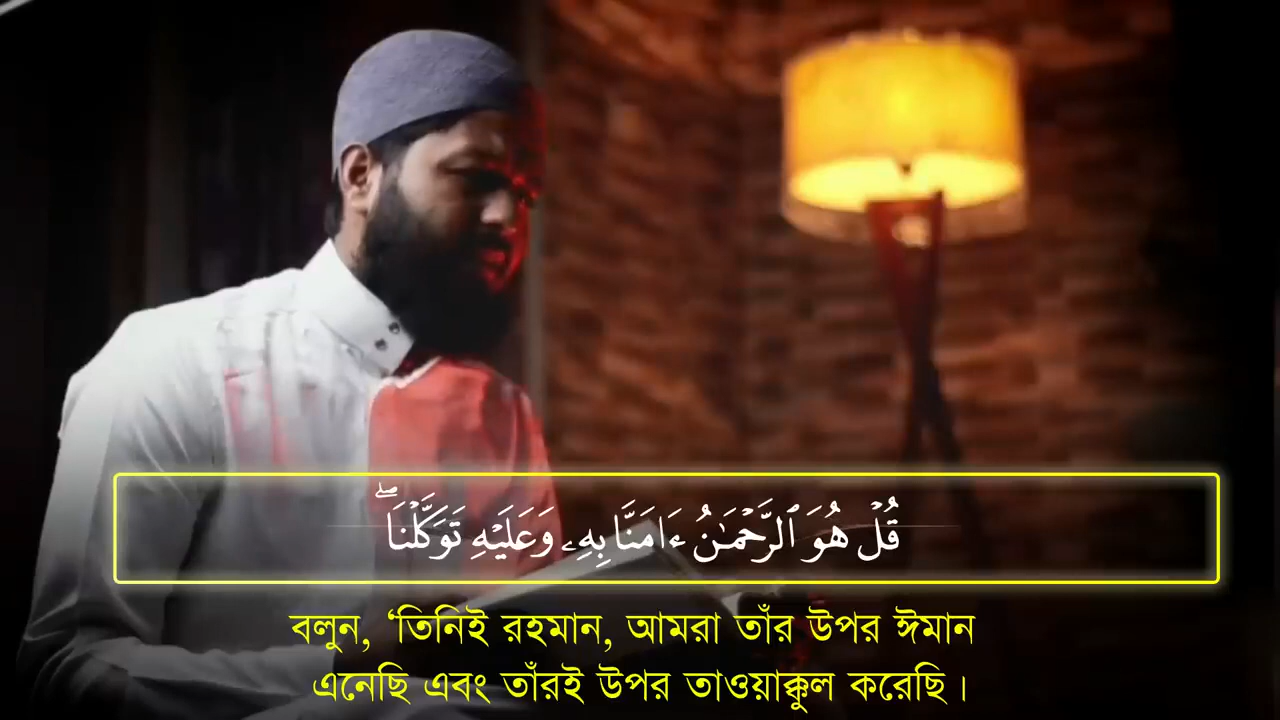 قُلۡ هُوَ ٱلرَّحۡمَـٰنُ ءَامَنَّا بِهِۦ وَعَلَيۡهِ تَوَكَّلۡنَاۖ
বলুন, ‘তিনিই রহমান, আমরা তাঁর উপর ঈমান
এনেছি এবং তাঁরই উপর তাওয়াক্কুল করেছি।